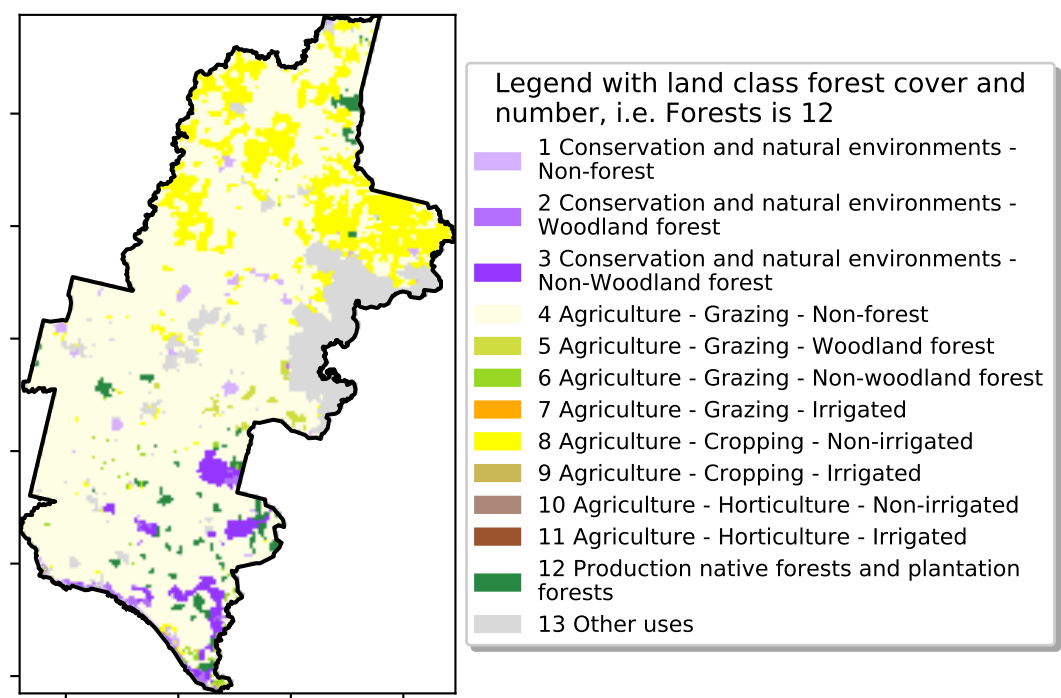 Legend with land class forest cover and
number, i.e. Forests is 12
1 Conservation and natural environments -
Non-forest
2 Conservation and natural environments -
Woodland forest
3 Conservation and natural environments -
Non-Woodland forest
4 Agriculture - Grazing - Non-forest
5 Agriculture - Grazing - Woodland forest
6 Agriculture - Grazing - Non-woodland forest
7 Agriculture - Grazing - Irrigated
8 Agriculture - Cropping - Non-irrigated
9 Agriculture - Cropping - Irrigated
10 Agriculture - Horticulture - Non-irrigated
11 Agriculture - Horticulture - Irrigated
12 Production native forests and plantation
forests
13 Other uses